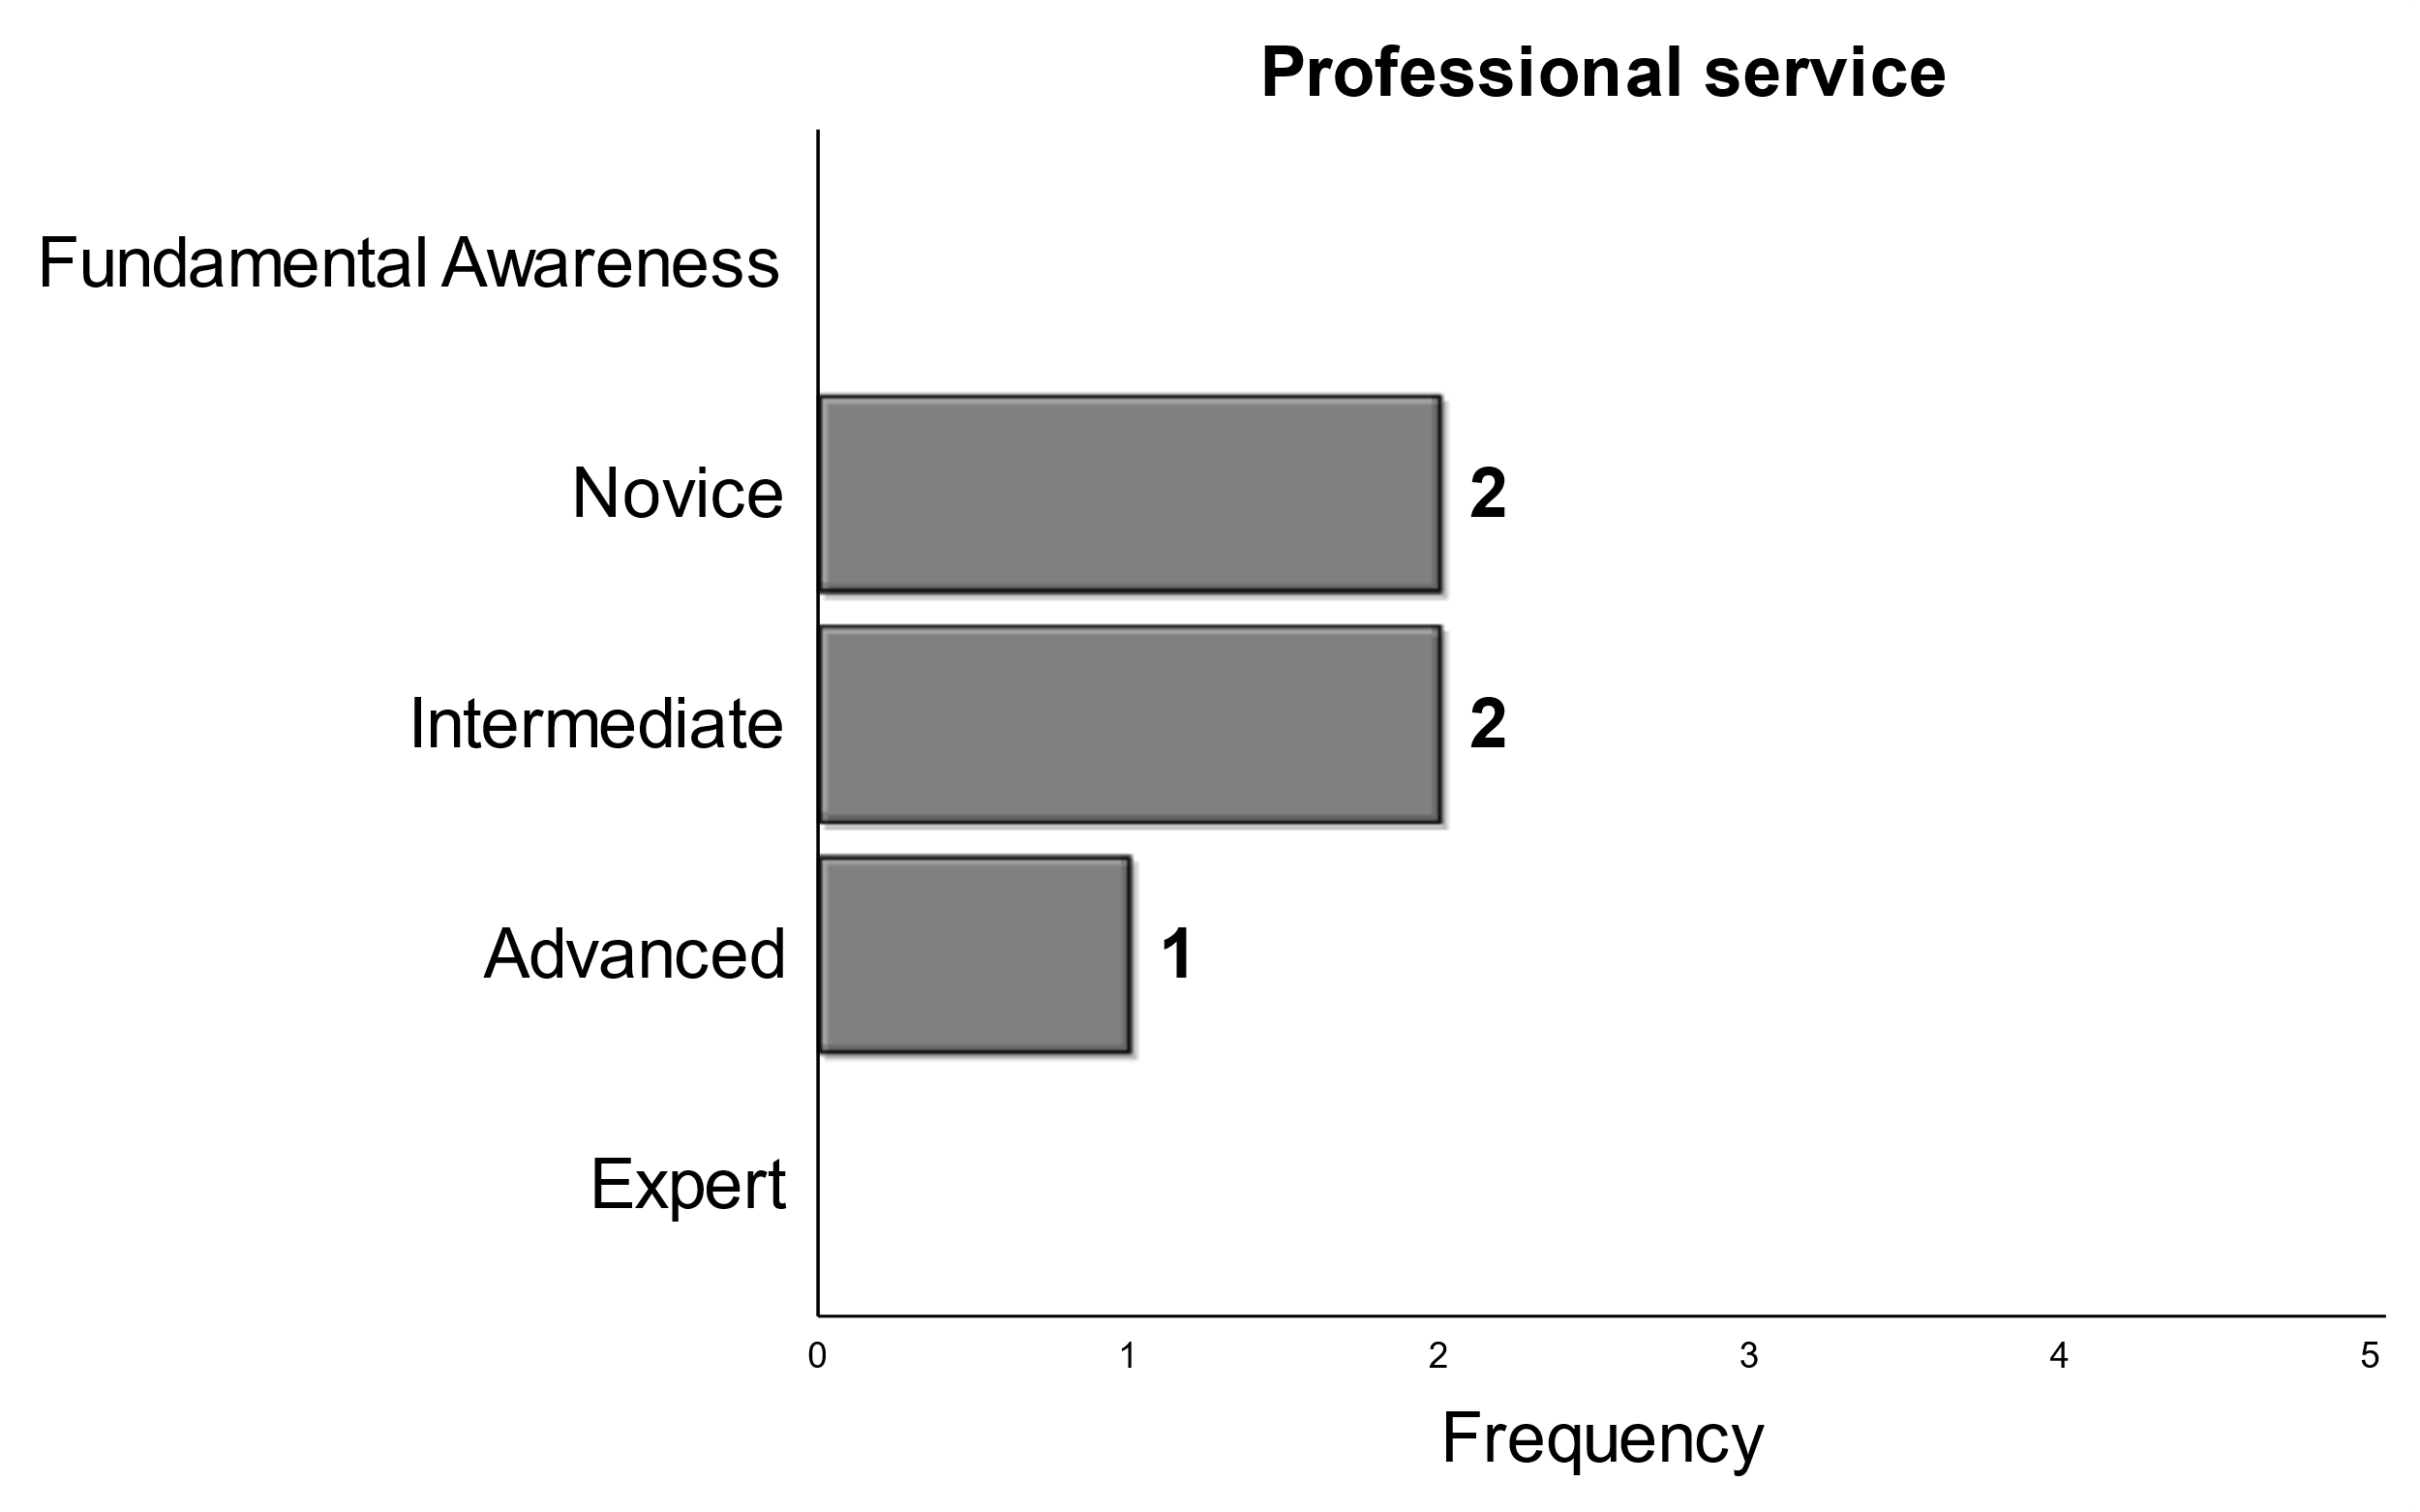 Professional service
Fundamental Awareness
Novice
2
Intermediate
2
Advanced
1
Expert
0 1 2 3 4 5
Frequency